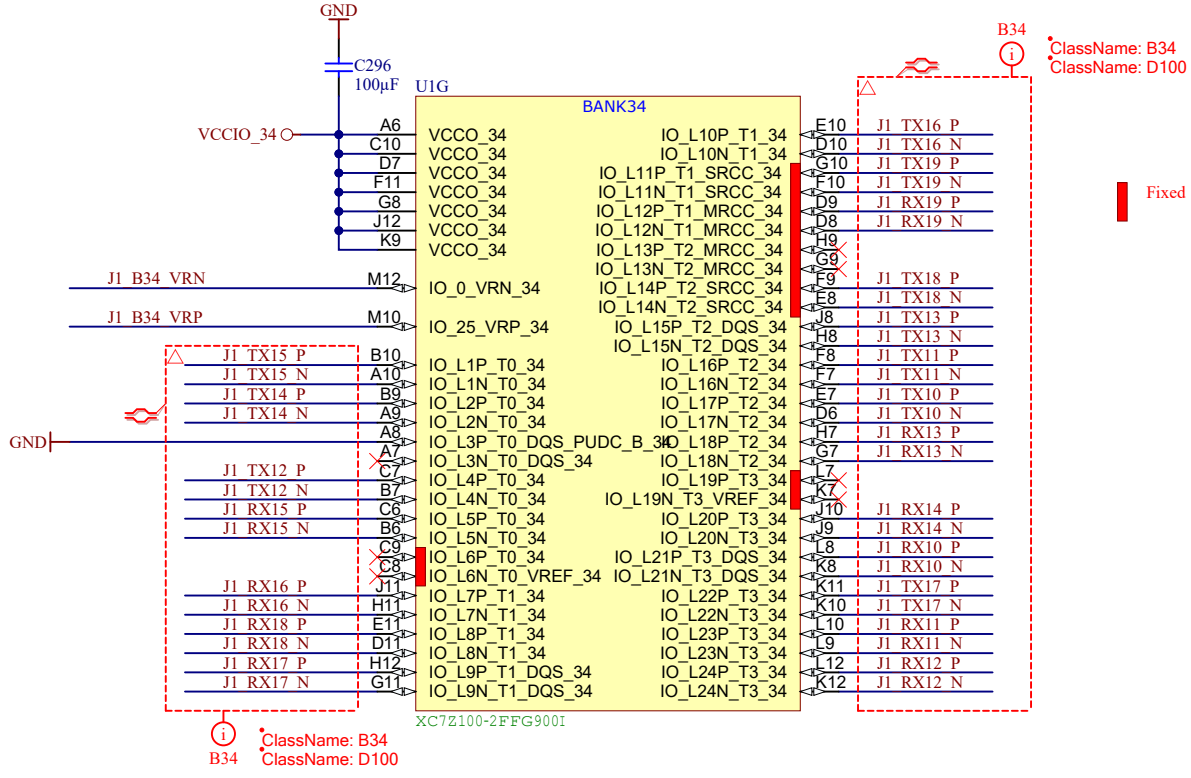 GND
C296
100µF
U1G
BANK34
VCCIO_34
A6 VCCO_34
C10 VCCO_34
D7 VCCO_34
F11 VCCO_34
G8 VCCO_34
J12 VCCO_34
K9 VCCO_34
J1_B34_VRN M12 IO_0_VRN_34
J1_B34_VRP M10 IO_25_VRP_34
J1_TX15_P B10 IO_L1P_T0_34
J1_TX15_N A10 IO_L1N_T0_34
J1_TX14_P B9 IO_L2P_T0_34
J1_TX14_N A9 IO_L2N_T0_34
GND A8 IO_L3P_T0_DQS_PUDC_B_34
A7 IO_L3N_T0_DQS_34
J1_TX12_P C7 IO_L4P_T0_34
J1_TX12_N B7 IO_L4N_T0_34
J1_RX15_P C6 IO_L5P_T0_34
J1_RX15_N B6 IO_L5N_T0_34
C9 IO_L6P_T0_34
C8 IO_L6N_T0_VREF_34
J1_RX16_P J11 IO_L7P_T1_34
J1_RX16_N H11 IO_L7N_T1_34
J1_RX18_P E11 IO_L8P_T1_34
J1_RX18_N D11 IO_L8N_T1_34
J1_RX17_P H12 IO_L9P_T1_DQS_34
J1_RX17_N G11 IO_L9N_T1_DQS_34
IO_L10P_T1_34 E10 J1_TX16_P
IO_L10N_T1_34 D10 J1_TX16_N
IO_L11P_T1_SRCC_34 G10 J1_TX19_P
IO_L11N_T1_SRCC_34 F10 J1_TX19_N
IO_L12P_T1_MRCC_34 D9 J1_RX19_P
IO_L12N_T1_MRCC_34 D8 J1_RX19_N
IO_L13P_T2_MRCC_34 H9
IO_L13N_T2_MRCC_34 G9
IO_L14P_T2_SRCC_34 F9 J1_TX18_P
IO_L14N_T2_SRCC_34 E8 J1_TX18_N
IO_L15P_T2_DQS_34 J8 J1_TX13_P
IO_L15N_T2_DQS_34 H8 J1_TX13_N
IO_L16P_T2_34 F8 J1_TX11_P
IO_L16N_T2_34 F7 J1_TX11_N
IO_L17P_T2_34 E7 J1_TX10_P
IO_L17N_T2_34 D6 J1_TX10_N
IO_L18P_T2_34 H7 J1_RX13_P
IO_L18N_T2_34 G7 J1_RX13_N
IO_L19P_T3_34 L7
IO_L19N_T3_VREF_34 K7
IO_L20P_T3_34 J10 J1_RX14_P
IO_L20N_T3_34 J9 J1_RX14_N
IO_L21P_T3_DQS_34 L8 J1_RX10_P
IO_L21N_T3_DQS_34 K8 J1_RX10_N
IO_L22P_T3_34 K11 J1_TX17_P
IO_L22N_T3_34 K10 J1_TX17_N
IO_L23P_T3_34 L10 J1_RX11_P
IO_L23N_T3_34 L9 J1_RX11_N
IO_L24P_T3_34 L12 J1_RX12_P
IO_L24N_T3_34 K12 J1_RX12_N
XC7Z100-2FFG900I
B34
i
ClassName: B34
ClassName: D100
Fixed
i
B34
ClassName: B34
ClassName: D100